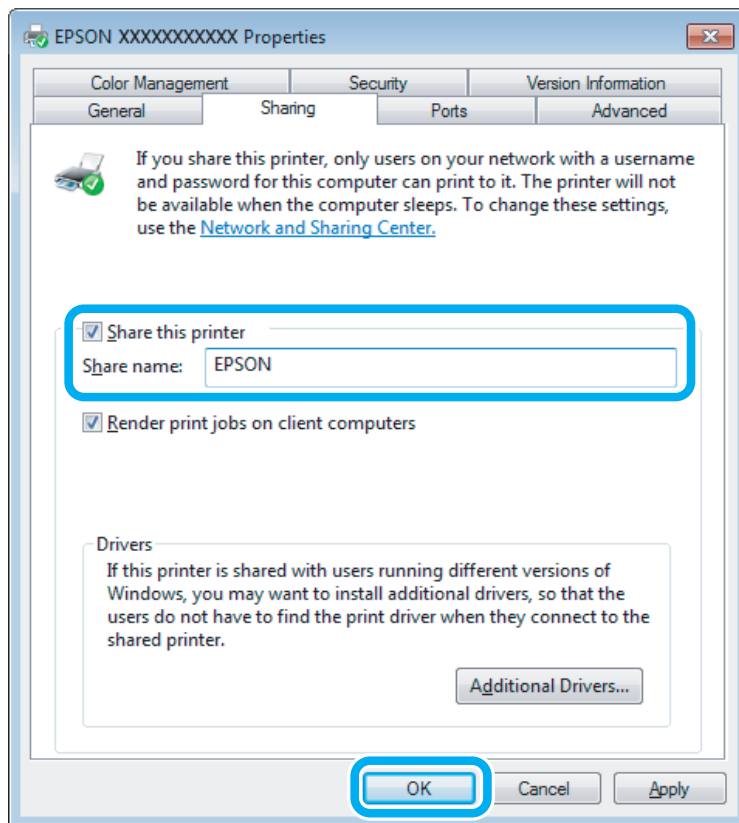 EPSON XXXXXXXXXXX Properties
Color Management Security Version Information
General Sharing Ports Advanced
If you share this printer, only users on your network with a username
and password for this computer can print to it. The printer will not
be available when the computer sleeps. To change these settings,
use the Network and Sharing Center.
Share this printer
Share name: EPSON
Render print jobs on client computers
Drivers
If this printer is shared with users running different versions of
Windows, you may want to install additional drivers, so that the
users do not have to find the print driver when they connect to the
shared printer.
Additional Drivers...
OK Cancel Apply